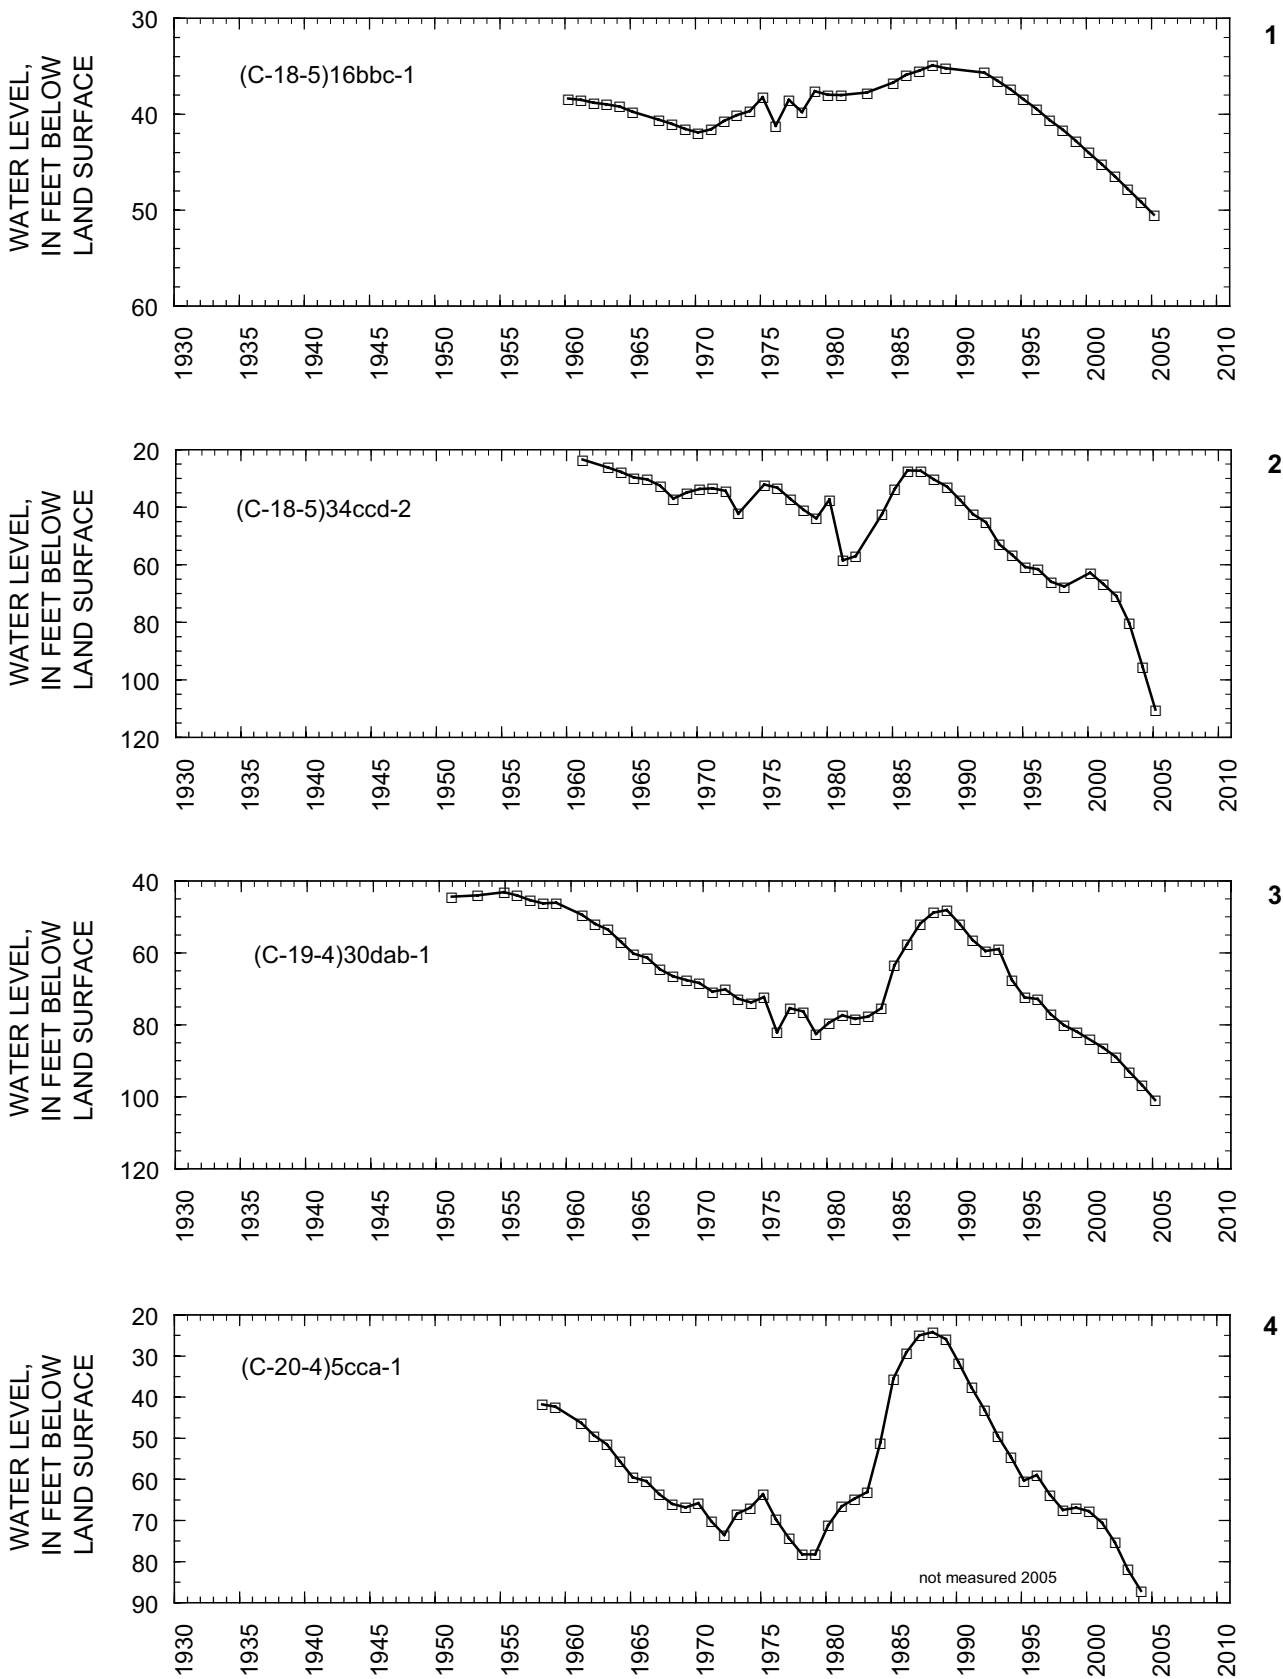 1
WATER LEVEL,
IN FEET BELOW
LAND SURFACE
30
40
50
60
(C-18-5)16bbc-1
1930 1935 1940 1945 1950 1955 1960 1965 1970 1975 1980 1985 1990 1995 2000 2005 2010
2
WATER LEVEL,
IN FEET BELOW
LAND SURFACE
20
40
60
80
100
120
(C-18-5)34ccd-2
1930 1935 1940 1945 1950 1955 1960 1965 1970 1975 1980 1985 1990 1995 2000 2005 2010
3
WATER LEVEL,
IN FEET BELOW
LAND SURFACE
40
60
80
100
120
(C-19-4)30dab-1
1930 1935 1940 1945 1950 1955 1960 1965 1970 1975 1980 1985 1990 1995 2000 2005 2010
4
WATER LEVEL,
IN FEET BELOW
LAND SURFACE
20
30
40
50
60
70
80
90
(C-20-4)5cca-1
not measured 2005
1930 1935 1940 1945 1950 1955 1960 1965 1970 1975 1980 1985 1990 1995 2000 2005 2010